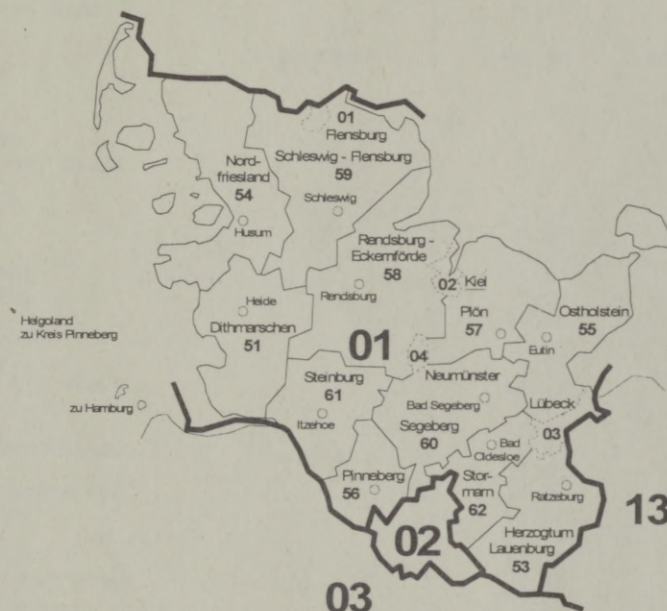 01
Flensburg
Schleswig - Flensburg
59
Schleswig
Nord-
friesland
54
Husum
Rendsburg -
Eckernförde
58
Rendsburg
02
Kiel
Plön
57
Ostholstein
55
Eutin
Heide
Dithmarschen
51
Helgoland
zu Kreis Pinneberg
01
04
Neumünster
Steinburg
61
Itzehoe
Bad Segeberg
Segeberg
60
Lübeck
03
zu Hamburg
Bad
Oldesloe
Pinneberg
56
Stor-
marn
62
Ratzeburg
Herzogtum
Lauenburg
53
02
13
03